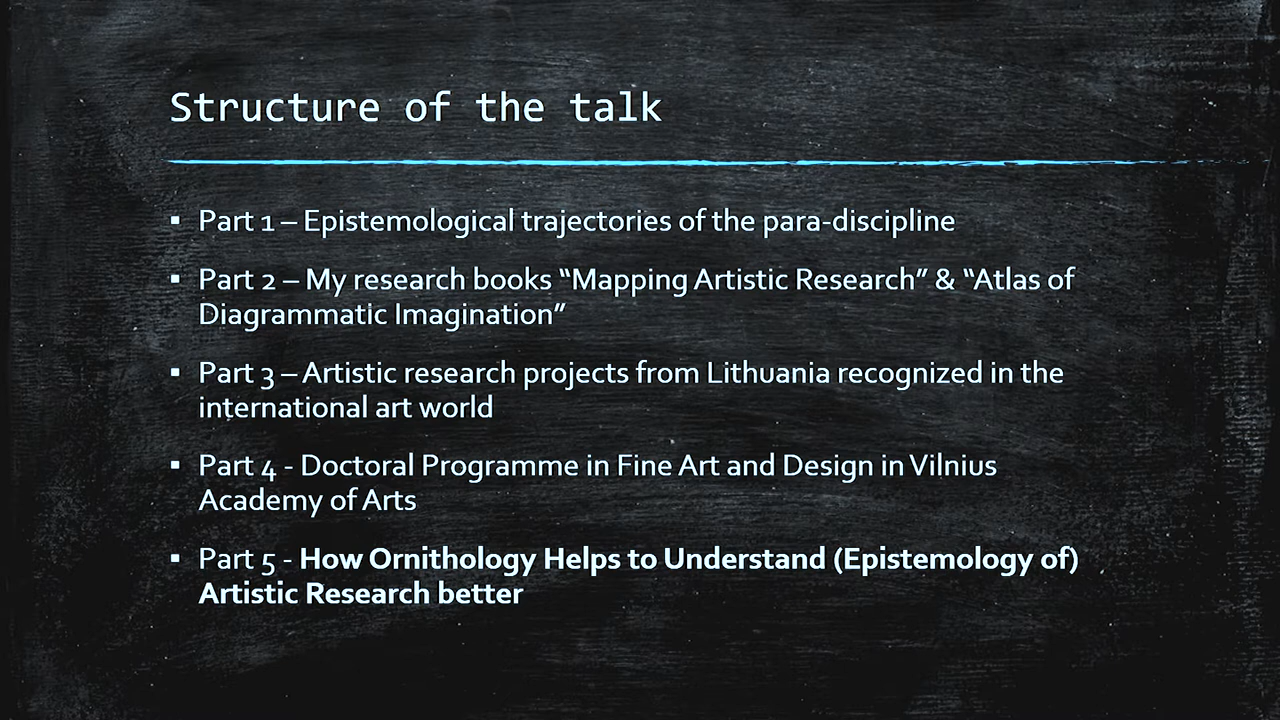 Structure of the talk
▪ Part 1 – Epistemological trajectories of the para-discipline
▪ Part 2 – My research books “Mapping Artistic Research” & “Atlas of
Diagrammatic Imagination”
▪ Part 3 – Artistic research projects from Lithuania recognized in the
international art world
▪ Part 4 - Doctoral Programme in Fine Art and Design in Vilnius
Academy of Arts
▪ Part 5 - How Ornithology Helps to Understand (Epistemology of)
Artistic Research better